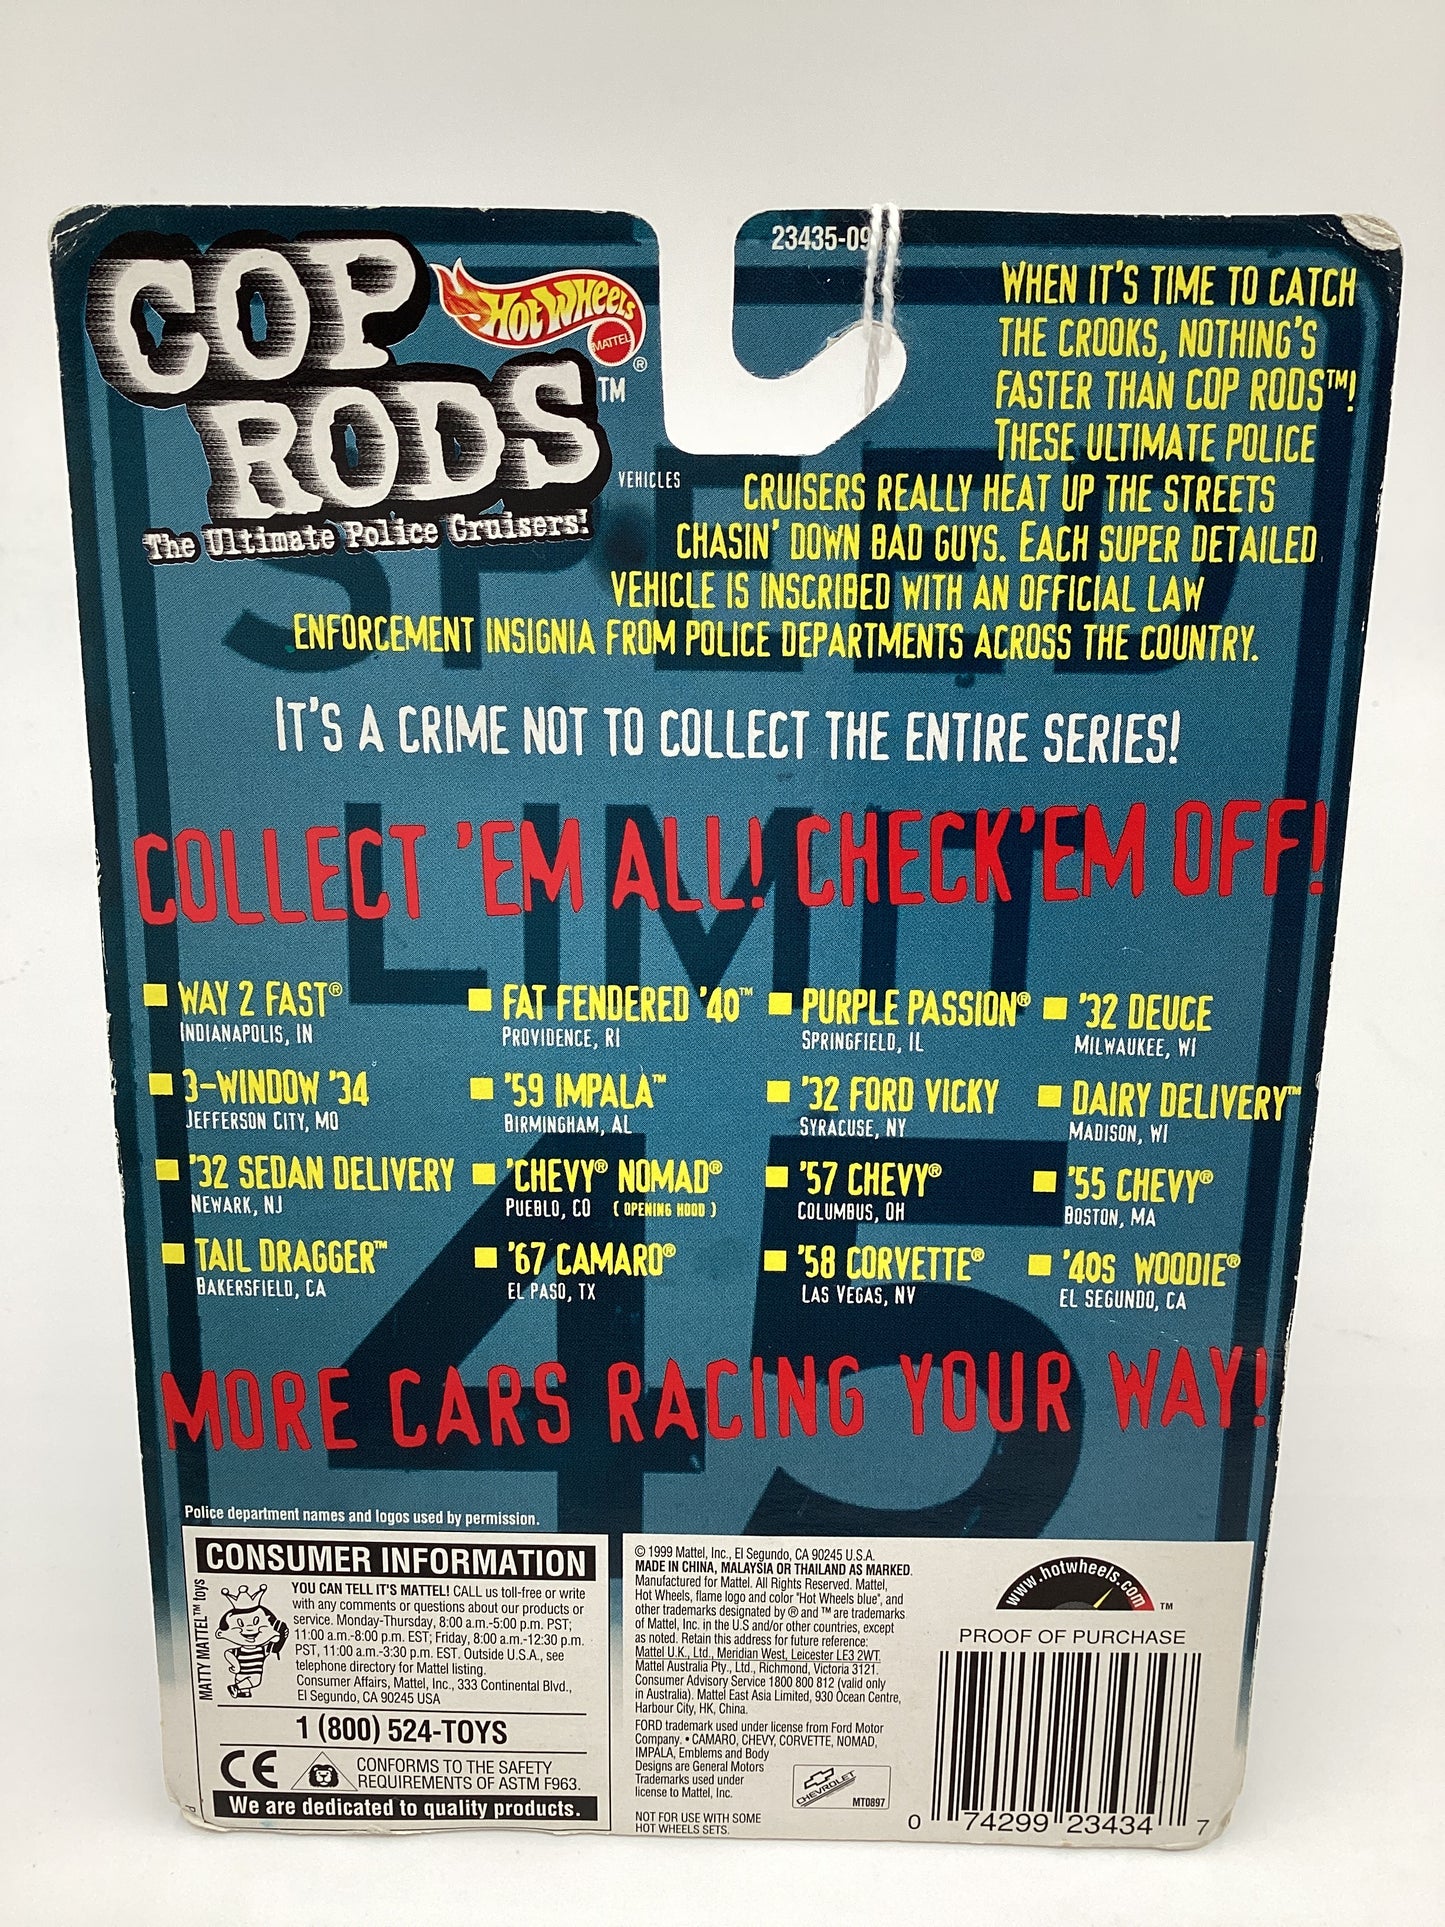 COP
RODS™
The Ultimate Police Cruisers!
HOT WHEELS
MATTEL
®
VEHICLES
23435-09
WHEN IT'S TIME TO CATCH
THE CROOKS, NOTHING'S
FASTER THAN COP RODS™!
THESE ULTIMATE POLICE
CRUISERS REALLY HEAT UP THE STREETS
CHASIN' DOWN BAD GUYS. EACH SUPER DETAILED
VEHICLE IS INSCRIBED WITH AN OFFICIAL LAW
ENFORCEMENT INSIGNIA FROM POLICE DEPARTMENTS ACROSS THE COUNTRY.
SPEED
IT'S A CRIME NOT TO COLLECT THE ENTIRE SERIES!
LIMIT
COLLECT 'EM ALL! CHECK 'EM OFF!
45
WAY 2 FAST®
INDIANAPOLIS, IN
FAT FENDERED '40™
PROVIDENCE, RI
PURPLE PASSION®
SPRINGFIELD, IL
'32 DEUCE
MILWAUKEE, WI
3-WINDOW '34
JEFFERSON CITY, MO
'59 IMPALA™
BIRMINGHAM, AL
'32 FORD VICKY
SYRACUSE, NY
DAIRY DELIVERY™
MADISON, WI
'32 SEDAN DELIVERY
NEWARK, NJ
'CHEVY® NOMAD®
PUEBLO, CO (OPENING HOOD)
'57 CHEVY®
COLUMBUS, OH
'55 CHEVY®
BOSTON, MA
TAIL DRAGGER™
BAKERSFIELD, CA
'67 CAMARO®
EL PASO, TX
'58 CORVETTE®
LAS VEGAS, NV
'40S WOODIE®
EL SEGUNDO, CA
MORE CARS RACING YOUR WAY!
Police department names and logos used by permission.
CONSUMER INFORMATION
MATTY MATTEL™ toys
YOU CAN TELL IT'S MATTEL! CALL us toll-free or write
with any comments or questions about our products or
service. Monday-Thursday, 8:00 a.m.-5:00 p.m. PST;
11:00 a.m.-8:00 p.m. EST; Friday, 8:00 a.m.-12:30 p.m.
PST, 11:00 a.m.-3:30 p.m. EST. Outside U.S.A., see
telephone directory for Mattel listing.
Consumer Affairs, Mattel, Inc., 333 Continental Blvd.,
El Segundo, CA 90245 USA
1 (800) 524-TOYS
CE
CONFORMS TO THE SAFETY
REQUIREMENTS OF ASTM F963.
We are dedicated to quality products.
© 1999 Mattel, Inc., El Segundo, CA 90245 U.S.A.
MADE IN CHINA, MALAYSIA OR THAILAND AS MARKED.
Manufactured for Mattel. All Rights Reserved. Mattel,
Hot Wheels, flame logo and color "Hot Wheels blue", and
other trademarks designated by ® and ™ are trademarks
of Mattel, Inc. in the U.S and/or other countries, except
as noted. Retain this address for future reference:
Mattel U.K., Ltd., Meridian West, Leicester LE3 2WT.
Mattel Australia Pty., Ltd., Richmond, Victoria 3121.
Consumer Advisory Service 1800 800 812 (valid only
in Australia). Mattel East Asia Limited, 930 Ocean Centre,
Harbour City, HK, China.
FORD trademark used under license from Ford Motor
Company. • CAMARO, CHEVY, CORVETTE, NOMAD,
IMPALA, Emblems and Body
Designs are General Motors
Trademarks used under
license to Mattel, Inc.
CHEVROLET
MT0897
NOT FOR USE WITH SOME
HOT WHEELS SETS.
www.hotwheels.com™
PROOF OF PURCHASE
0 74299 23434 7